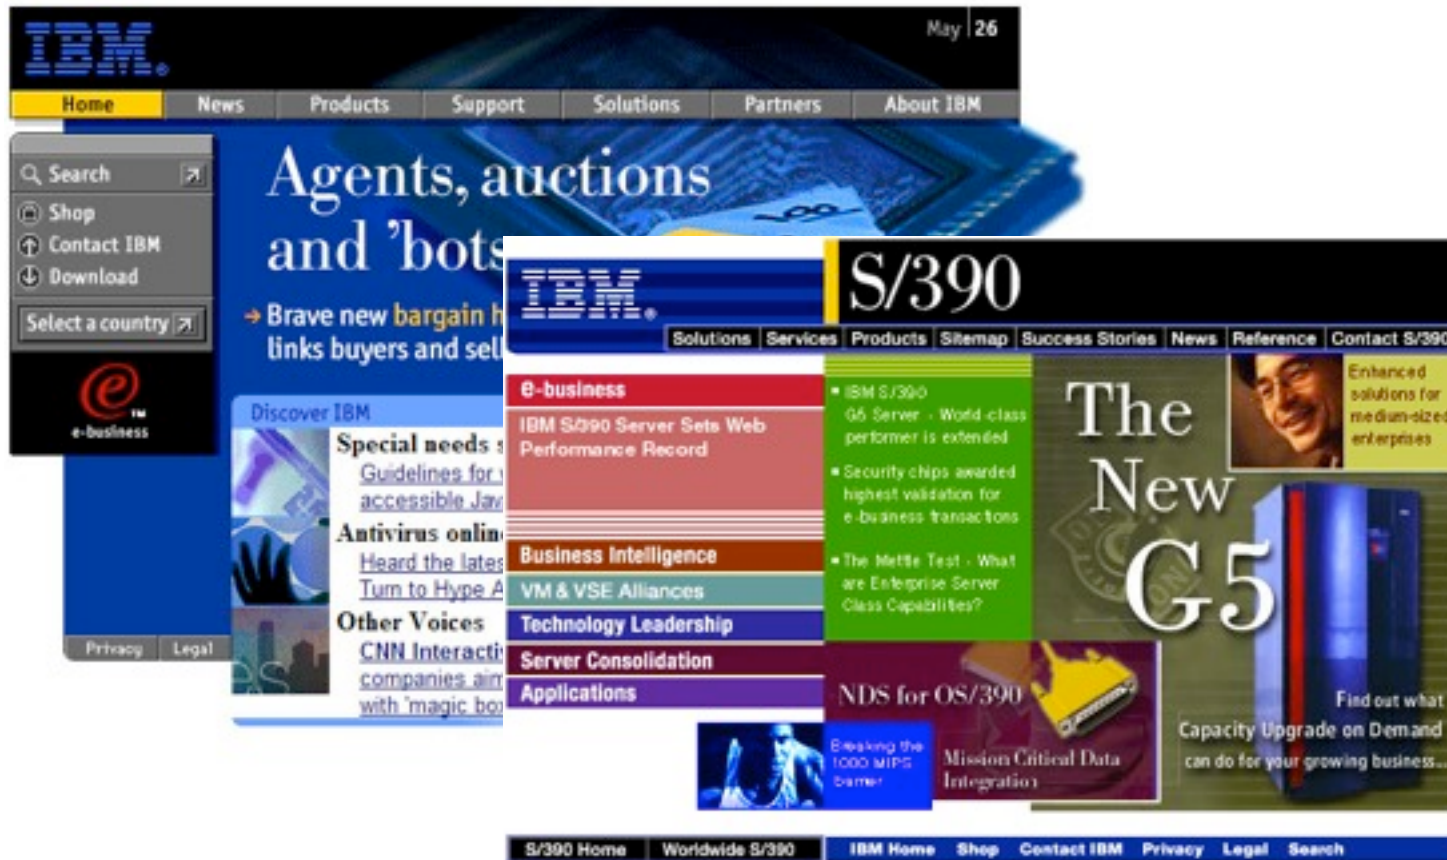 IBM®
May 26
Home News Products Support Solutions Partners About IBM
Search
Shop
Contact IBM
Download
Select a country
e TM
e-business
Agents, auctions
and 'bots
Brave new bargain
links buyers and
Discover IBM
Special needs
Guidelines for
accessible
Antivirus
Heard the
Turn to Hype
Other Voices
CNN
companies
with 'magic
Privacy Legal
IBM®
S/390
Solutions Services Products Sitemap Success Stories News Reference Contact S/390
e-business
IBM S/390 Server Sets Web
Performance Record
Business Intelligence
VM & VSE Alliances
Technology Leadership
Server Consolidation
Applications
IBM S/390
G5 Server - World-class
performer is extended
Security chips awarded
highest validation for
e-business transactions
The Mettle Test - What
are Enterprise Server
Class Capabilities?
The
New
G5
Enhanced
solutions for
medium-sized
enterprises
NDS for OS/390
Mission Critical Data
Integration
Breaking the
1000 MIPS
barrier
Find out what
Capacity Upgrade on Demand
can do for your growing business...
S/390 Home Worldwide S/390 IBM Home Shop Contact IBM Privacy Legal Search